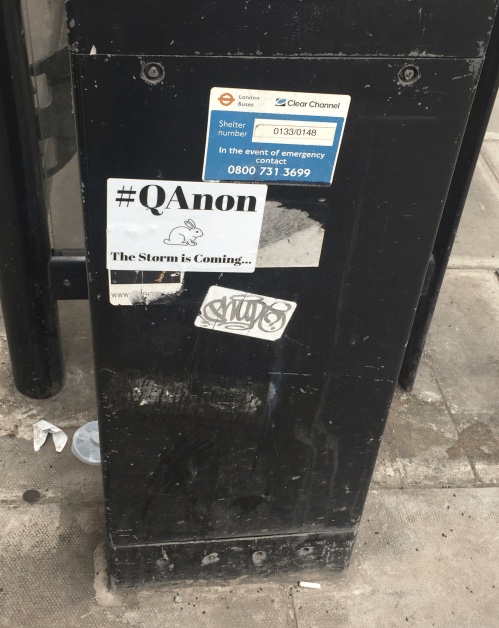 London
Buses
Clear Channel
Shelter
number
0133/0148
In the event of emergency
contact
0800 731 3699
#QAnon
The Storm is Coming...
www.